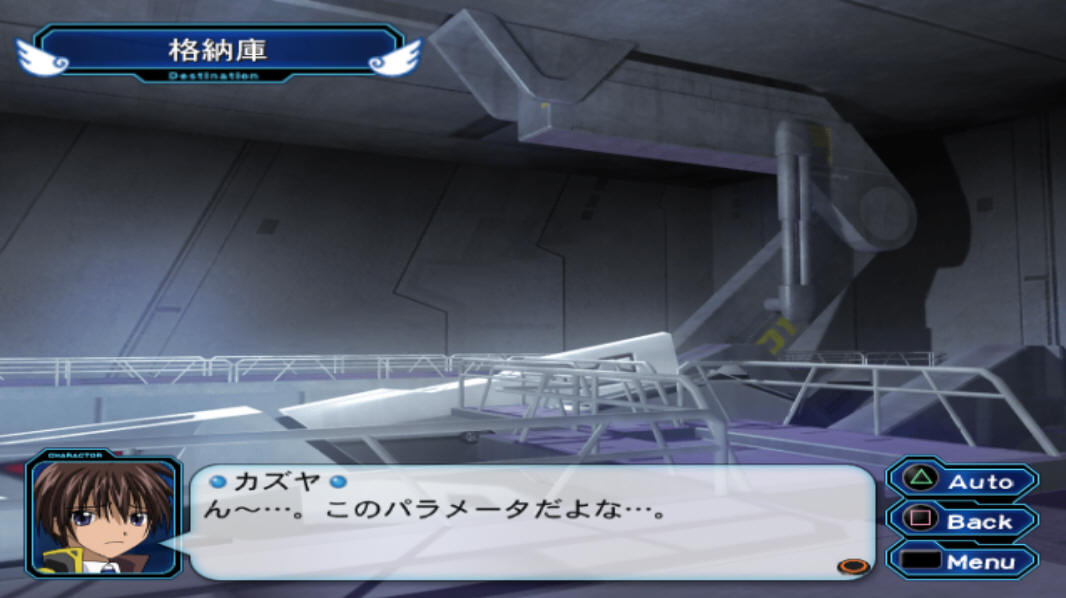 格納庫
Destination
CHARACTOR
カズヤ
ん～…。このパラメータだよな…。
Auto
Back
Menu